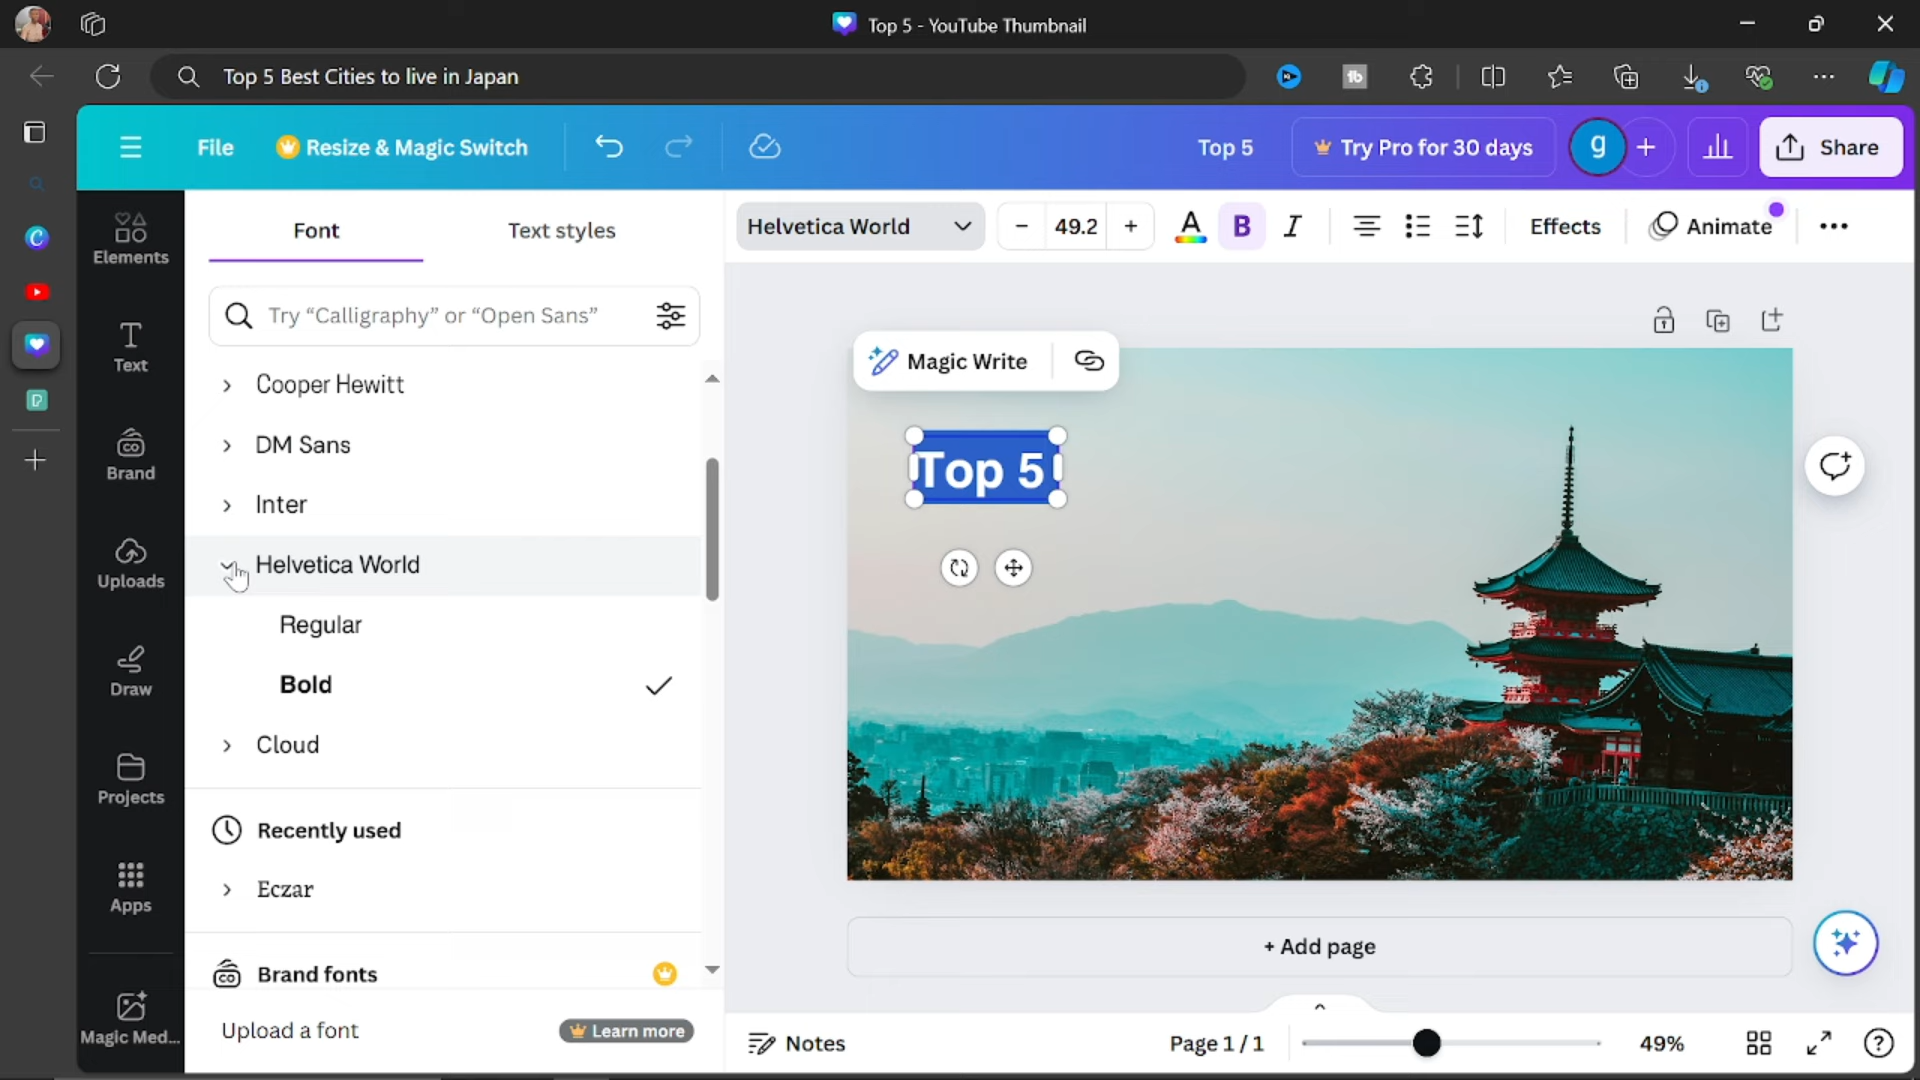 Top 5 - YouTube Thumbnail
Top 5 Best Cities to live in Japan
tb
File
Resize & Magic Switch
Top 5
Try Pro for 30 days
g
Share
Elements
Text
Brand
Uploads
Draw
Projects
Apps
Magic Med...
Font
Text styles
Try “Calligraphy” or “Open Sans”
Cooper Hewitt
DM Sans
Inter
Helvetica World
Regular
Bold
Cloud
Recently used
Eczar
Brand fonts
Upload a font
Learn more
Helvetica World
49.2
A
B
I
Effects
Animate
Magic Write
Top 5
+ Add page
Notes
Page 1 / 1
49%